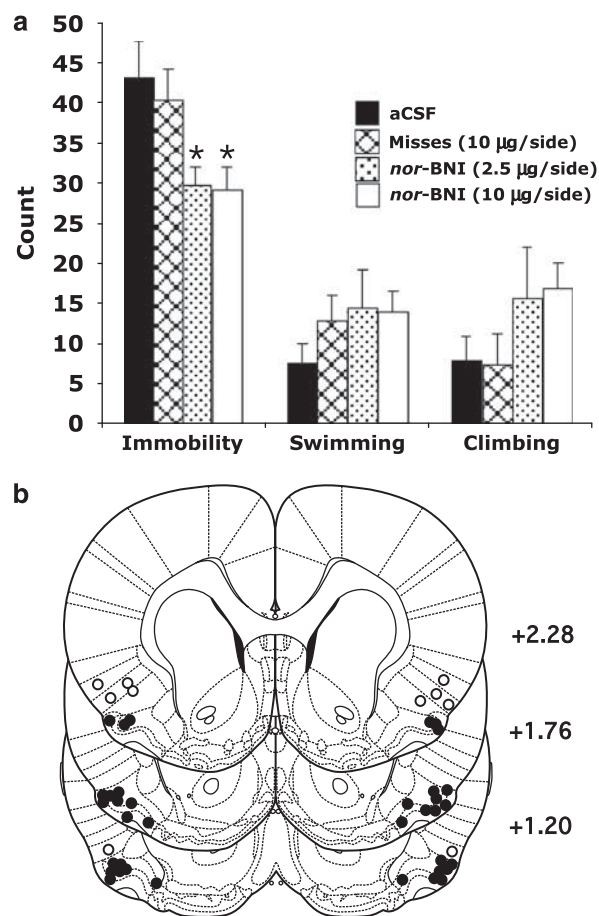 a
50
45
40
35
30
25
20
15
10
5
0
Count
* *
aCSF
Misses (10 µg/side)
nor-BNI (2.5 µg/side)
nor-BNI (10 µg/side)
Immobility Swimming Climbing
b
+2.28
+1.76
+1.20